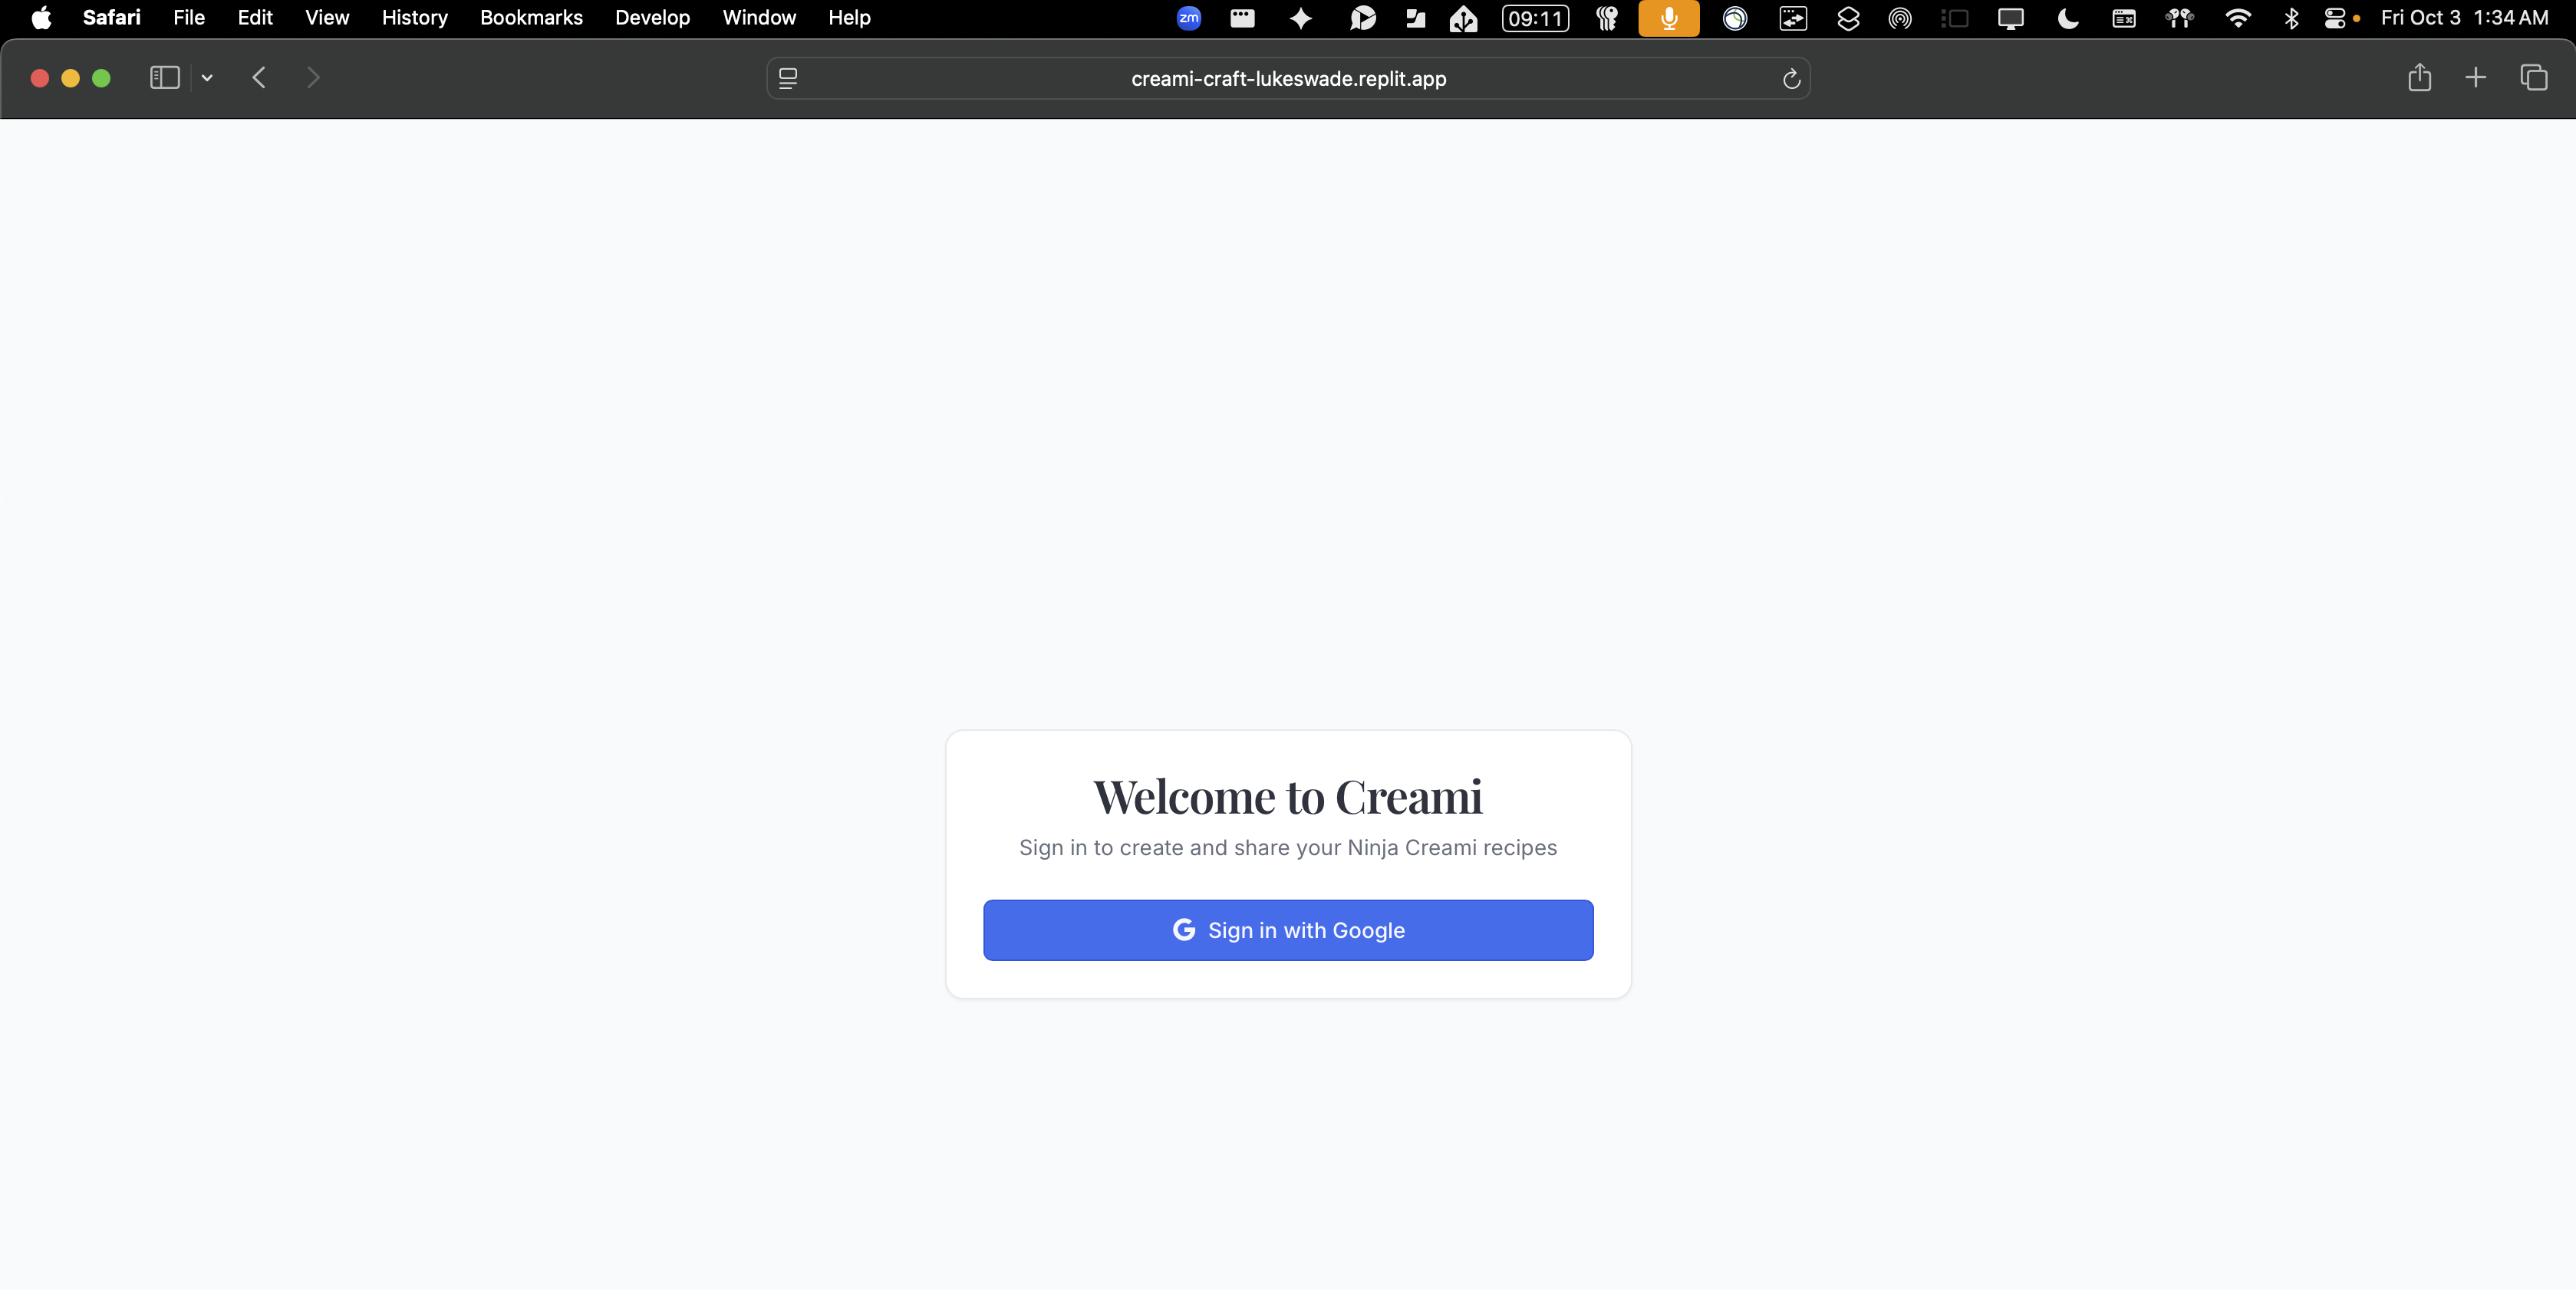 Safari File Edit View History Bookmarks Develop Window Help zm 09:11 Fri Oct 3 1:34 AM
creami-craft-lukeswade.replit.app
Welcome to Creami
Sign in to create and share your Ninja Creami recipes
G Sign in with Google